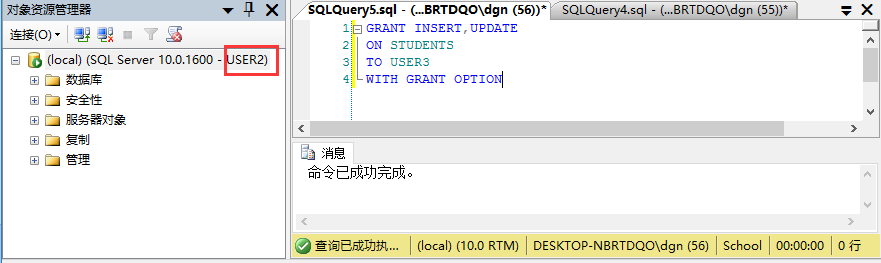 对象资源管理器
连接(O)
(local) (SQL Server 10.0.1600 - USER2)
数据库
安全性
服务器对象
复制
管理
SQLQuery5.sql - (...BRTDQO\dgn (56))*
SQLQuery4.sql - (...BRTDQO\dgn (55))*
1 GRANT INSERT,UPDATE
2 ON STUDENTS
3 TO USER3
4 WITH GRANT OPTION
消息
命令已成功完成。
查询已成功执... (local) (10.0 RTM) DESKTOP-NBRTDQO\dgn (56) School 00:00:00 0 行